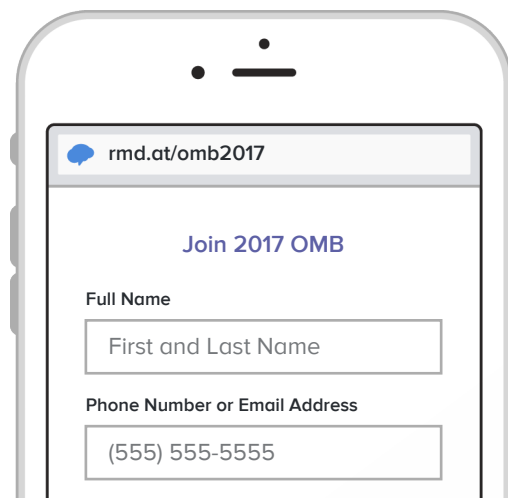 rmd.at/omb2017
Join 2017 OMB
Full Name
First and Last Name
Phone Number or Email Address
(555) 555-5555